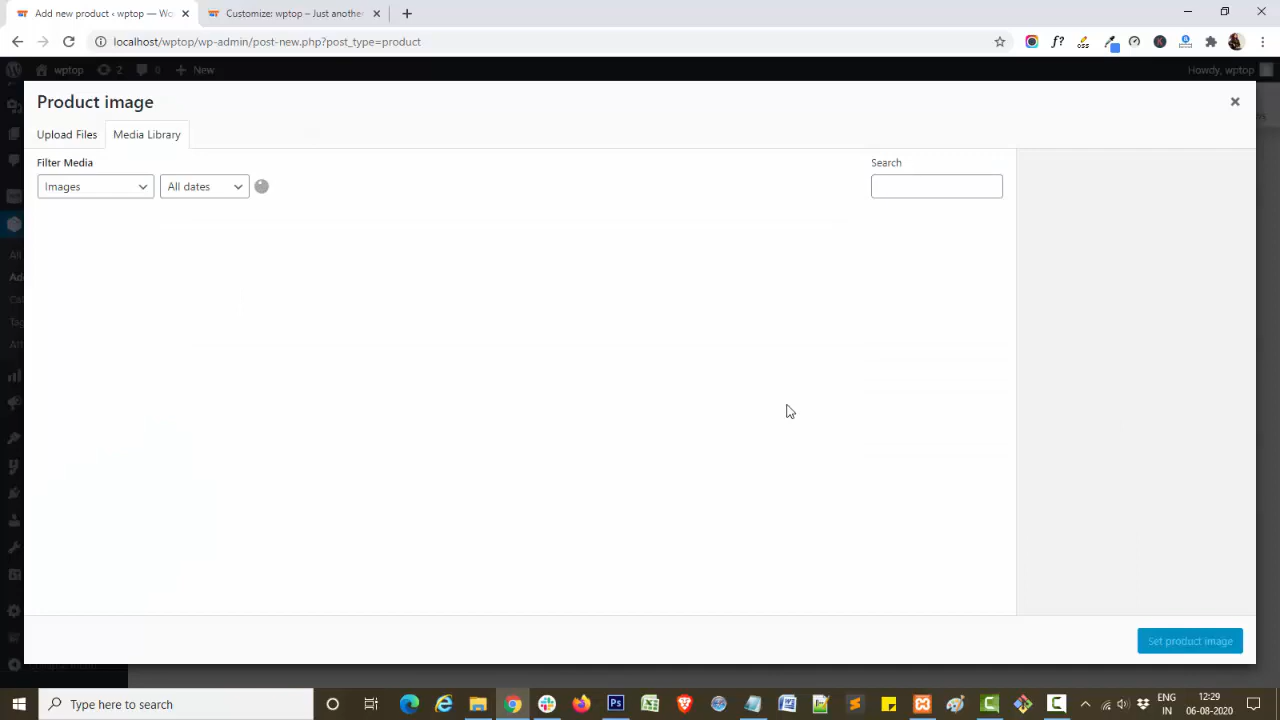 Add new product ‹ wptop — Wo
Customize: wptop – Just anothe
localhost/wptop/wp-admin/post-new.php?post_type=product
wptop 2 0 New Howdy, wptop
Product image
Upload Files Media Library
Filter Media Search
Images All dates
Set product image
Type here to search
ENG 12:29
IN 06-08-2020